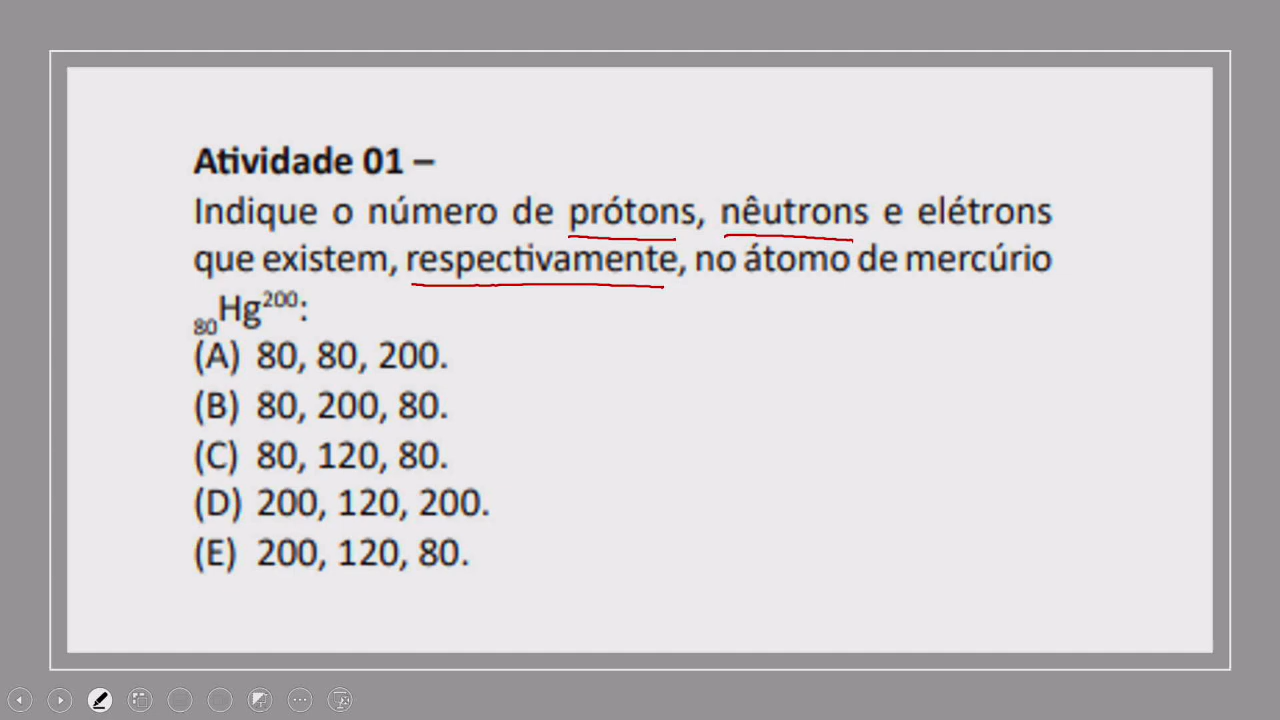 Atividade 01 –
Indique o número de prótons, nêutrons e elétrons
que existem, respectivamente, no átomo de mercúrio
₈₀Hg²⁰⁰:
(A) 80, 80, 200.
(B) 80, 200, 80.
(C) 80, 120, 80.
(D) 200, 120, 200.
(E) 200, 120, 80.